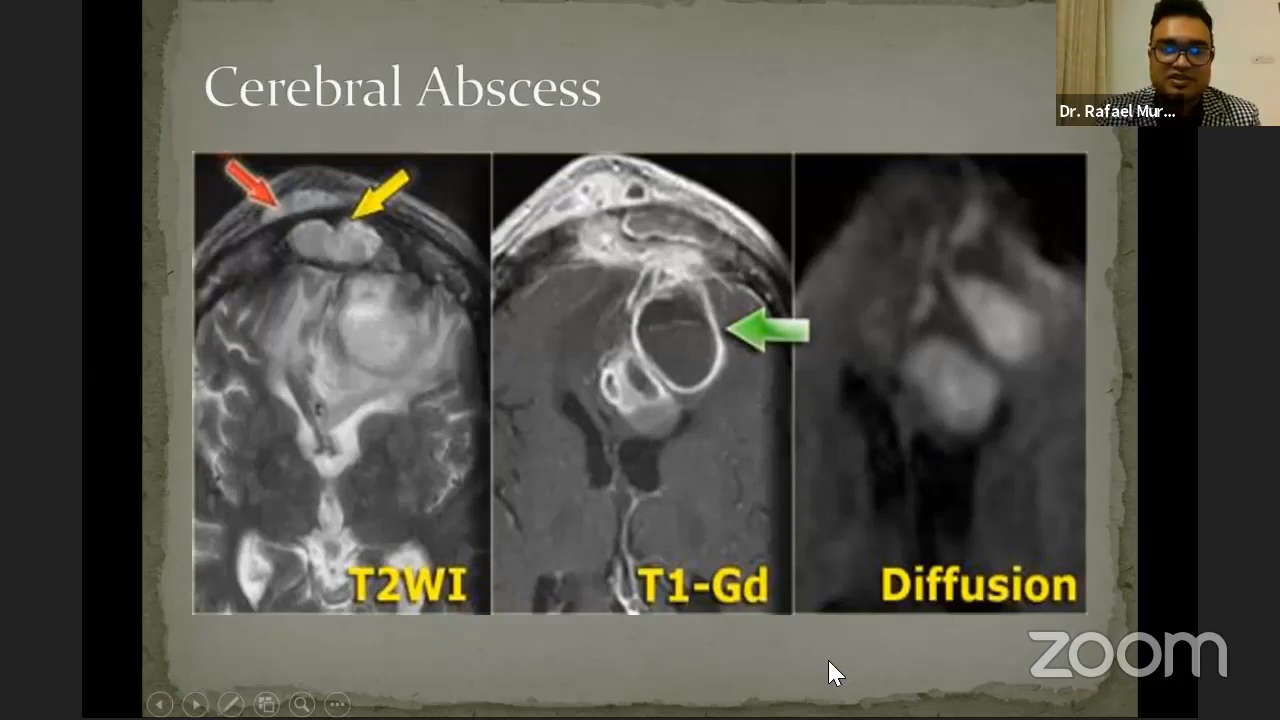 Cerebral Abscess
Dr. Rafael Mur...
T2WI
T1-Gd
Diffusion
zoom